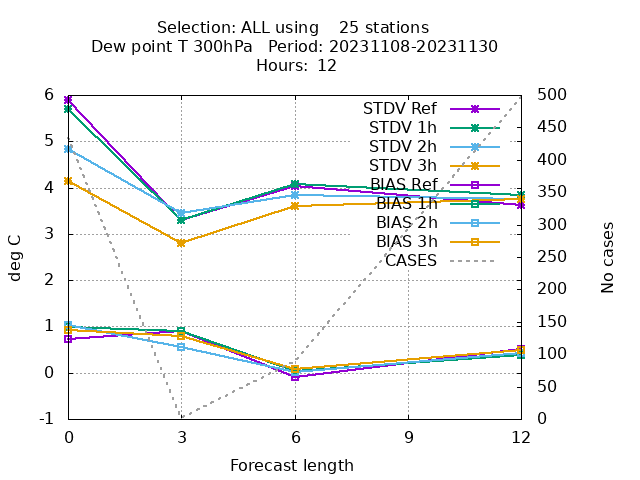 Selection: ALL using    25 stations
Dew point T 300hPa   Period: 20231108-20231130
Hours: 12
STDV Ref
STDV 1h
STDV 2h
STDV 3h
BIAS Ref
BIAS 1h
BIAS 2h
BIAS 3h
CASES
deg C
6
5
4
3
2
1
0
-1
500
450
400
350
300
250
200
150
100
50
0
No cases
0 3 6 9 12
Forecast length